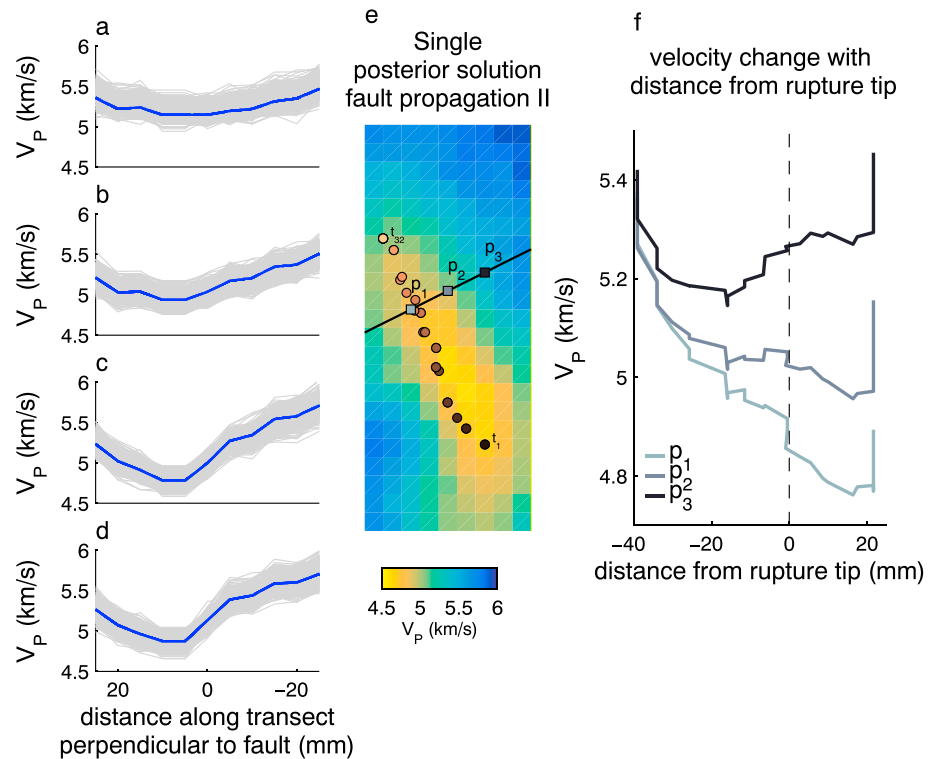 a
6
5.5
5
4.5
V_P (km/s)
b
6
5.5
5
4.5
V_P (km/s)
c
6
5.5
5
4.5
V_P (km/s)
d
6
5.5
5
4.5
V_P (km/s)
20
0
−20
distance along transect
perpendicular to fault (mm)
e
Single
posterior solution
fault propagation II
t_32
p_1
p_2
p_3
t_1
4.5
5
5.5
6
V_P (km/s)
f
velocity change with
distance from rupture tip
5.4
5.2
5
4.8
V_P (km/s)
p_1
p_2
p_3
−40
−20
0
20
distance from rupture tip (mm)